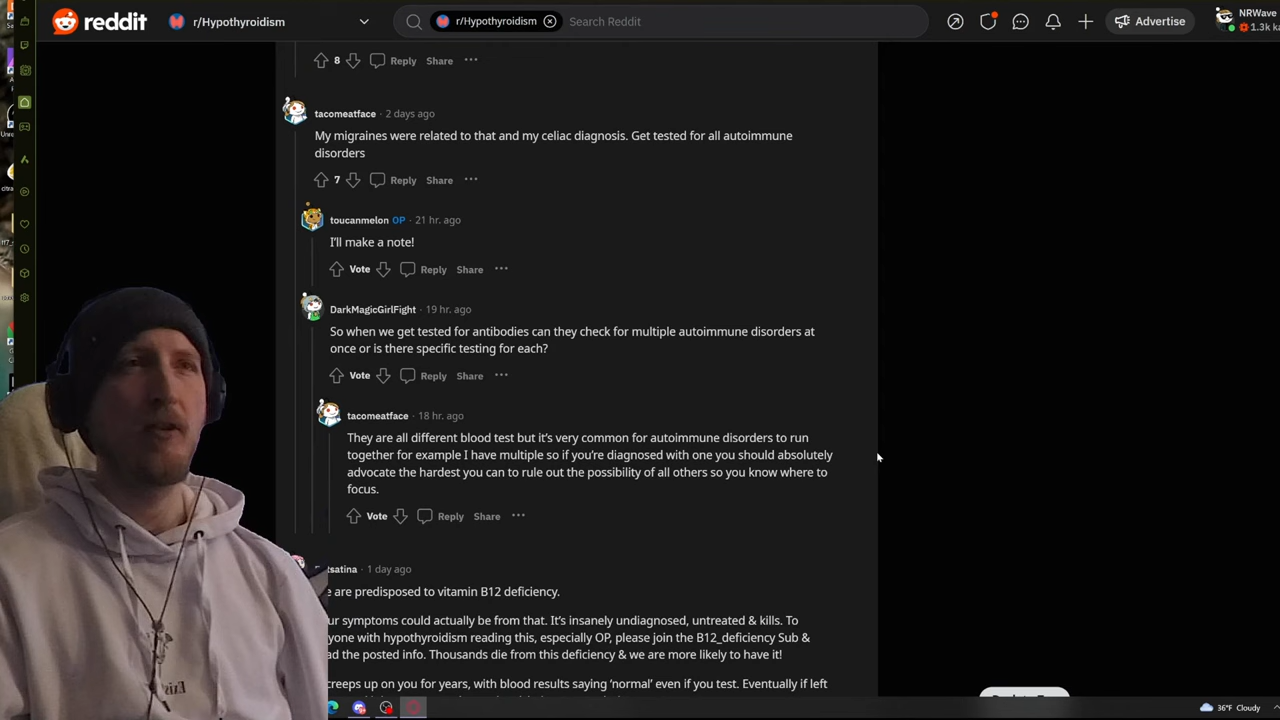 reddit
r/Hypothyroidism
r/Hypothyroidism
Search Reddit
Advertise
NRWave
1.3k ka
8 Reply Share
tacomeatface · 2 days ago
My migraines were related to that and my celiac diagnosis. Get tested for all autoimmune
disorders
7 Reply Share
toucanmelon OP · 21 hr. ago
I'll make a note!
Vote Reply Share
DarkMagicGirlFight · 19 hr. ago
So when we get tested for antibodies can they check for multiple autoimmune disorders at
once or is there specific testing for each?
Vote Reply Share
tacomeatface · 18 hr. ago
They are all different blood test but it's very common for autoimmune disorders to run
together for example I have multiple so if you're diagnosed with one you should absolutely
advocate the hardest you can to rule out the possibility of all others so you know where to
focus.
Vote Reply Share
tsatina · 1 day ago
e are predisposed to vitamin B12 deficiency.
ur symptoms could actually be from that. It's insanely undiagnosed, untreated & kills. To
yone with hypothyroidism reading this, especially OP, please join the B12_deficiency Sub &
d the posted info. Thousands die from this deficiency & we are more likely to have it!
creeps up on you for years, with blood results saying 'normal' even if you test. Eventually if left
36°F Cloudy